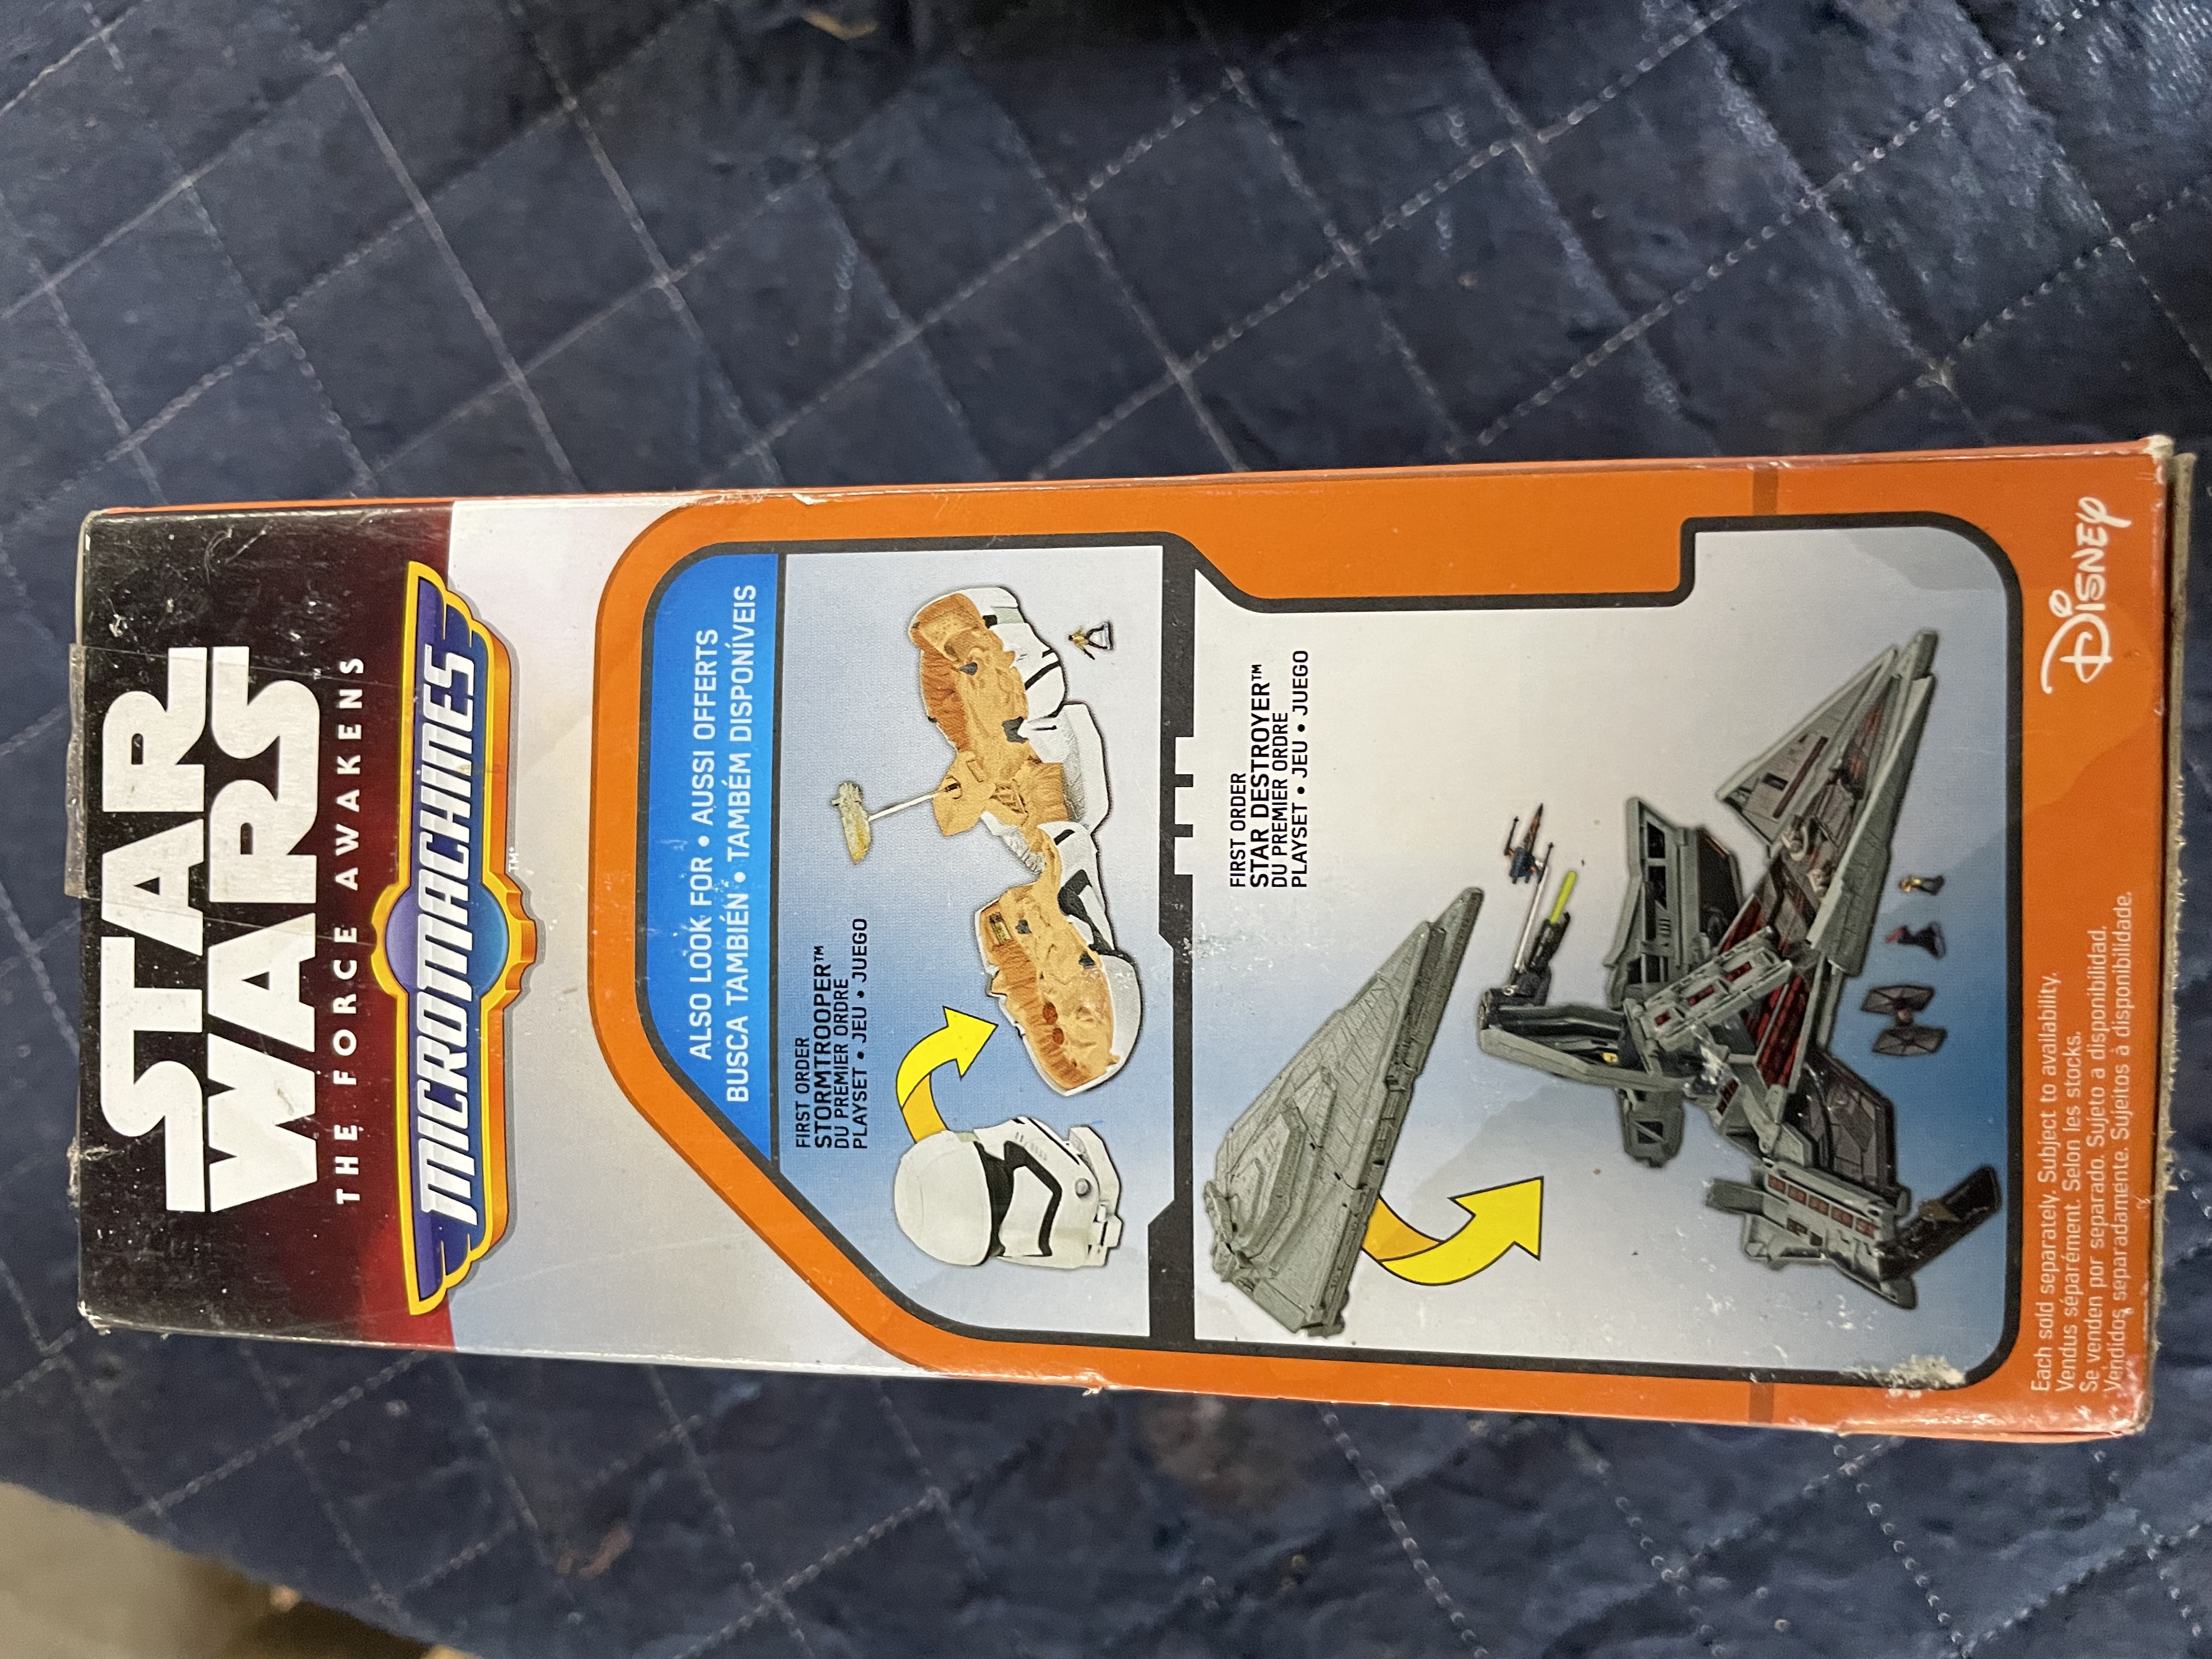 STAR
WARS
THE FORCE AWAKENS
MICROMACHINES™
ALSO LOOK FOR • AUSSI OFFERTS
BUSCA TAMBIÉN • TAMBÉM DISPONÍVEIS
FIRST ORDER
STORMTROOPER™
DU PREMIER ORDRE
PLAYSET • JEU • JUEGO
FIRST ORDER
STAR DESTROYER™
DU PREMIER ORDRE
PLAYSET • JEU • JUEGO
Each sold separately. Subject to availability.
Vendus séparément. Selon les stocks.
Se venden por separado. Sujeto a disponibilidad.
Vendidos separadamente. Sujeitos à disponibilidade.
DISNEY